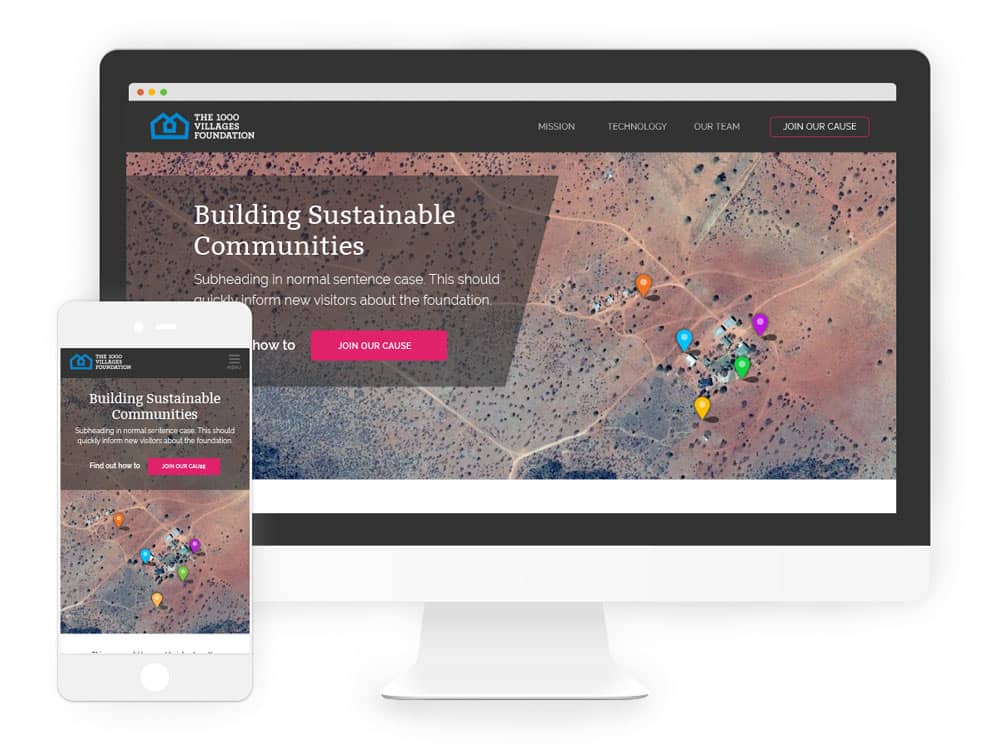 THE 1000
VILLAGES
FOUNDATION
MISSION
TECHNOLOGY
OUR TEAM
JOIN OUR CAUSE
Building Sustainable
Communities
Subheading in normal sentence case. This should
quickly inform new visitors about the foundation.
how to
JOIN OUR CAUSE
THE 1000
VILLAGES
FOUNDATION
MENU
Building Sustainable
Communities
Subheading in normal sentence case. This should
quickly inform new visitors about the foundation.
Find out how to
JOIN OUR CAUSE